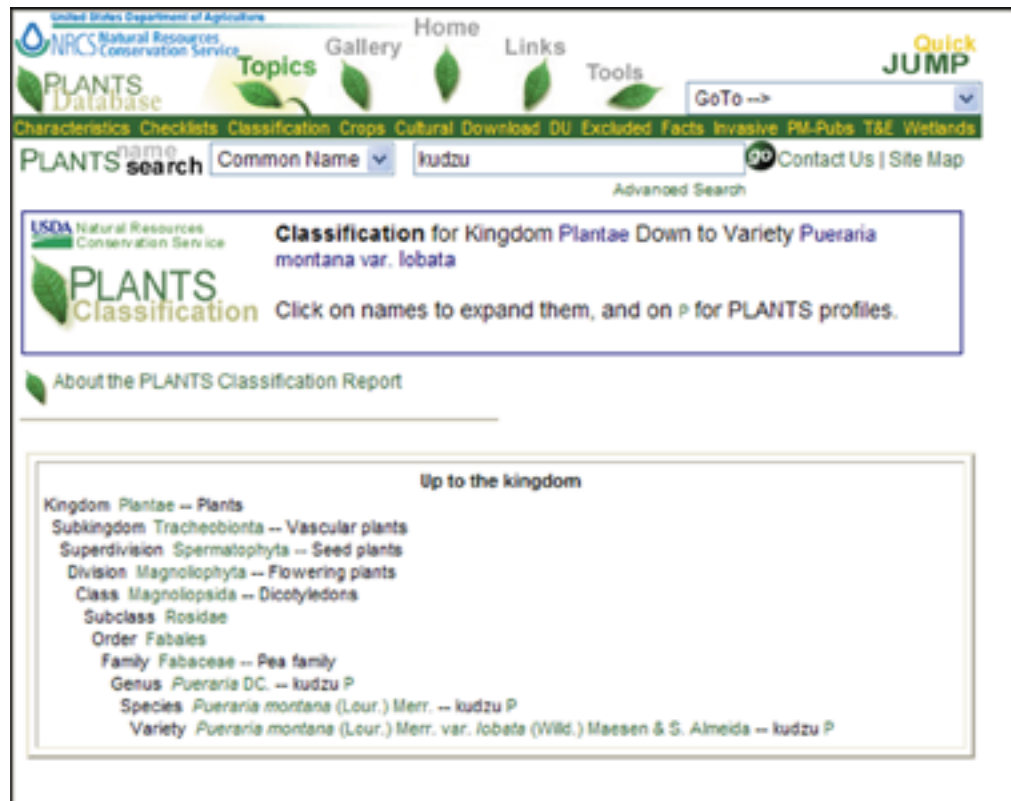 United States Department of Agriculture
NRCS Natural Resources
Conservation Service
Topics
Gallery
Home
Links
Tools
Quick
JUMP
PLANTS
Database
GoTo -->
Characteristics Checklists Classification Crops Cultural Download DU Excluded Facts Invasive PM-Pubs T&E Wetlands
PLANTS name search Common Name kudzu go Contact Us | Site Map
Advanced Search
USDA Natural Resources
Conservation Service
PLANTS
Classification
Classification for Kingdom Plantae Down to Variety Pueraria
montana var. lobata
Click on names to expand them, and on P for PLANTS profiles.
About the PLANTS Classification Report
Up to the kingdom
Kingdom Plantae -- Plants
Subkingdom Tracheobionta -- Vascular plants
Superdivision Spermatophyta -- Seed plants
Division Magnoliophyta -- Flowering plants
Class Magnoliopsida -- Dicotyledons
Subclass Rosidae
Order Fabales
Family Fabaceae -- Pea family
Genus Pueraria DC. -- kudzu P
Species Pueraria montana (Lour.) Merr. -- kudzu P
Variety Pueraria montana (Lour.) Merr. var. lobata (Willd.) Maesen & S. Almeida -- kudzu P